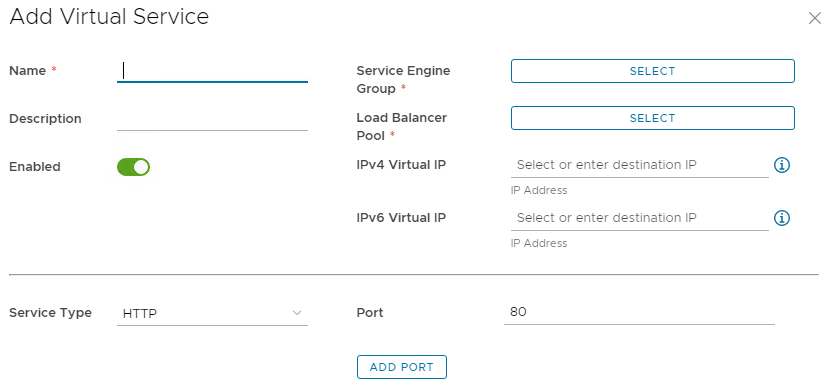 Add Virtual Service
Name *
Service Engine
Group *
SELECT
Description
Load Balancer
Pool *
SELECT
Enabled
IPv4 Virtual IP
Select or enter destination IP
IP Address
IPv6 Virtual IP
Select or enter destination IP
IP Address
Service Type
HTTP
Port
80
ADD PORT